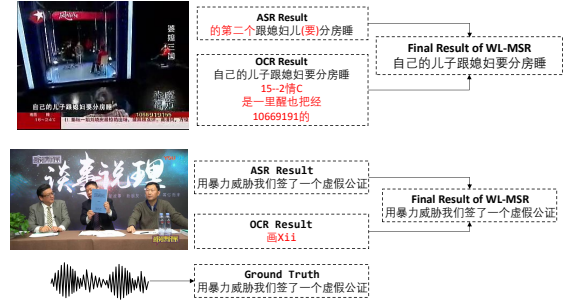 ASR Result
的第二个跟媳妇儿(要)分房睡
OCR Result
自己的儿子跟媳妇要分房睡
15--2情C
是一里醒也把经
10669191的
Final Result of WL-MSR
自己的儿子跟媳妇要分房睡
婆媳三国
自己的儿子跟媳妇要分房睡
10669155
18~24℃
谈事说理
ASR Result
用暴力威胁我们签了一个虚假公证
OCR Result
画Xii
Final Result of WL-MSR
用暴力威胁我们签了一个虚假公证
Ground Truth
用暴力威胁我们签了一个虚假公证